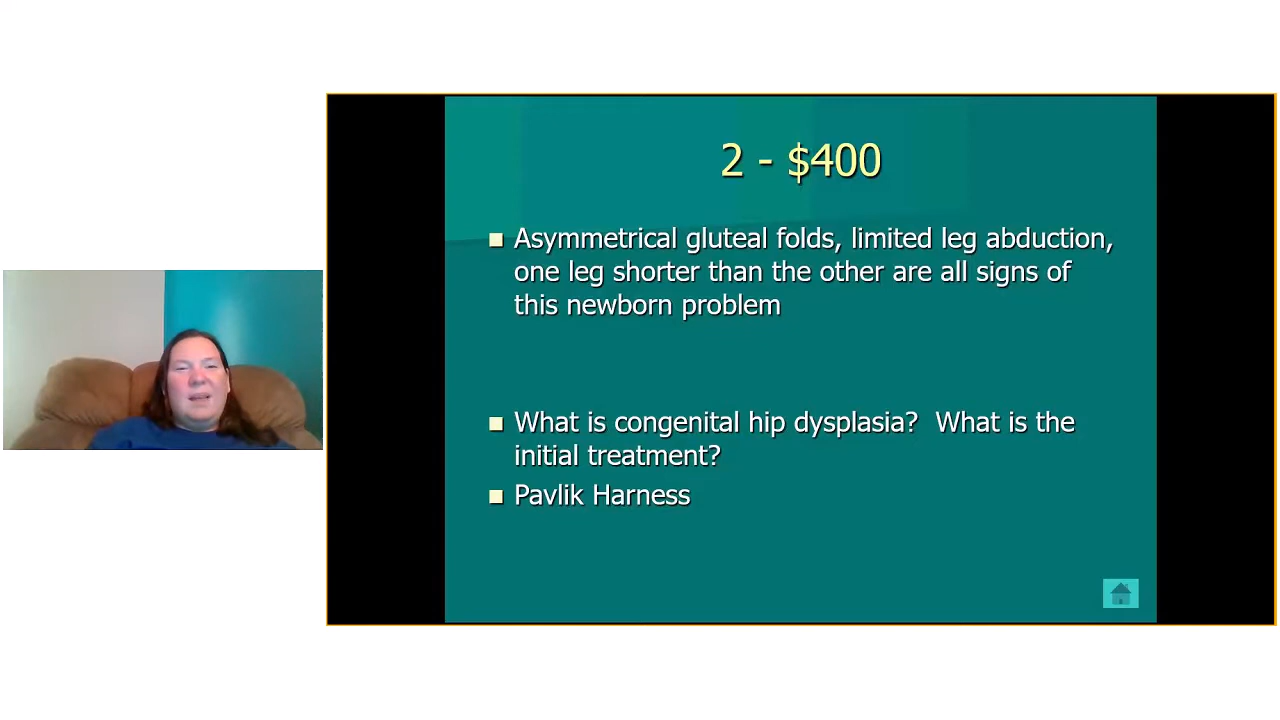 2 - $400
Asymmetrical gluteal folds, limited leg abduction,
one leg shorter than the other are all signs of
this newborn problem
What is congenital hip dysplasia?  What is the
initial treatment?
Pavlik Harness